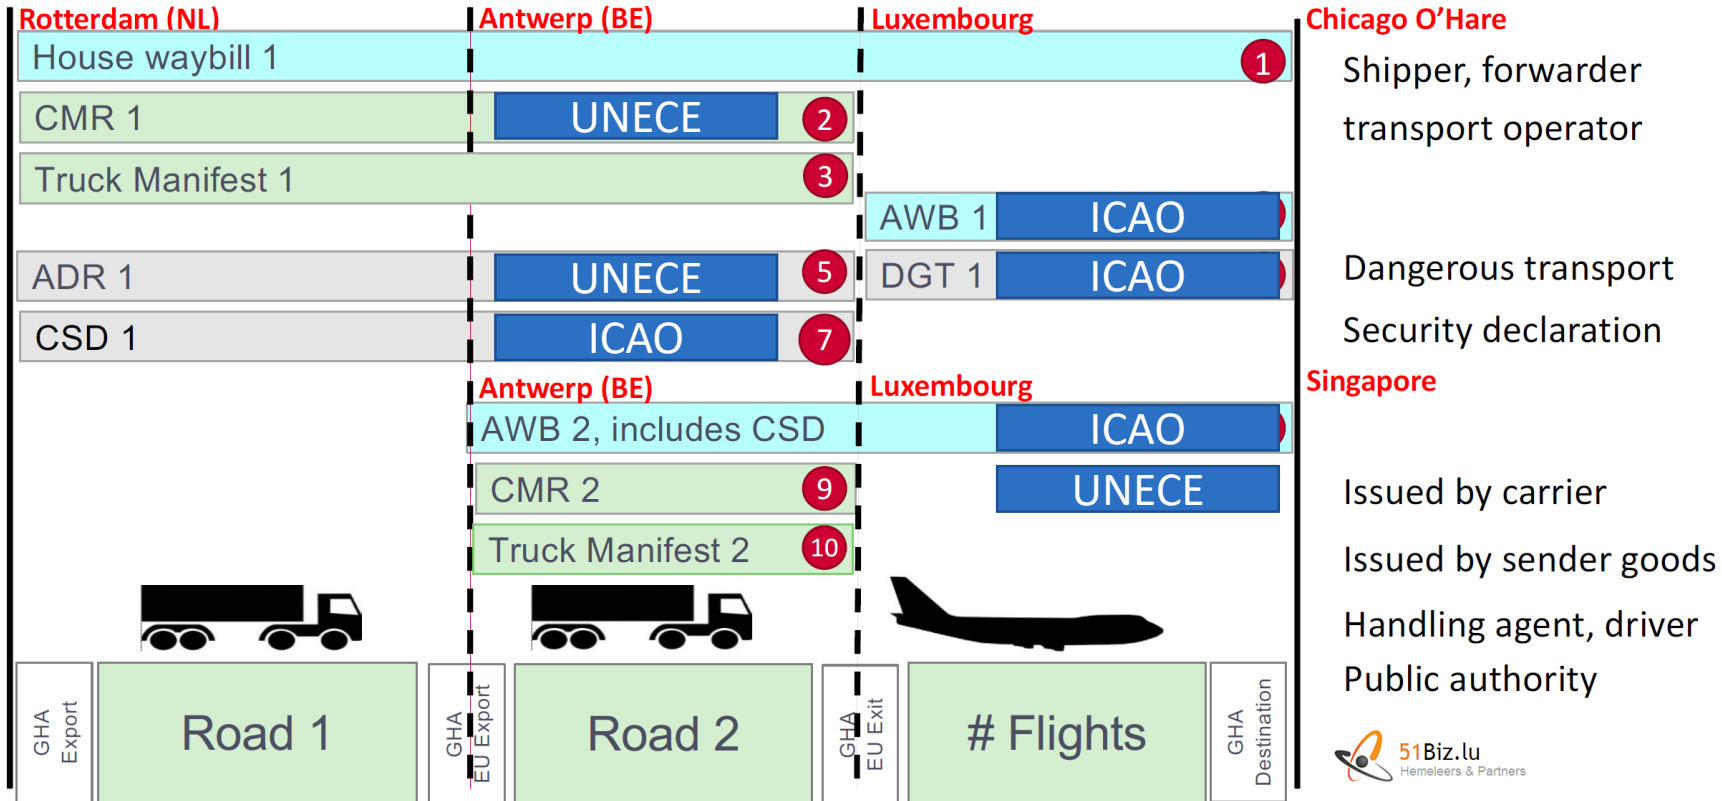 Rotterdam (NL) Antwerp (BE) Luxembourg Chicago O’Hare
House waybill 1 1
Shipper, forwarder
CMR 1 UNECE 2
transport operator
Truck Manifest 1 3
AWB 1 ICAO
ADR 1 UNECE 5 DGT 1 ICAO
Dangerous transport
CSD 1 ICAO 7
Security declaration
Antwerp (BE) Luxembourg Singapore
AWB 2, includes CSD ICAO
CMR 2 9 UNECE
Issued by carrier
Truck Manifest 2 10
Issued by sender goods
Handling agent, driver
Public authority
GHA
Export
Road 1
GHA
EU Export
Road 2
GHA
EU Exit
# Flights
GHA
Destination
51Biz.lu
Hemeleers & Partners